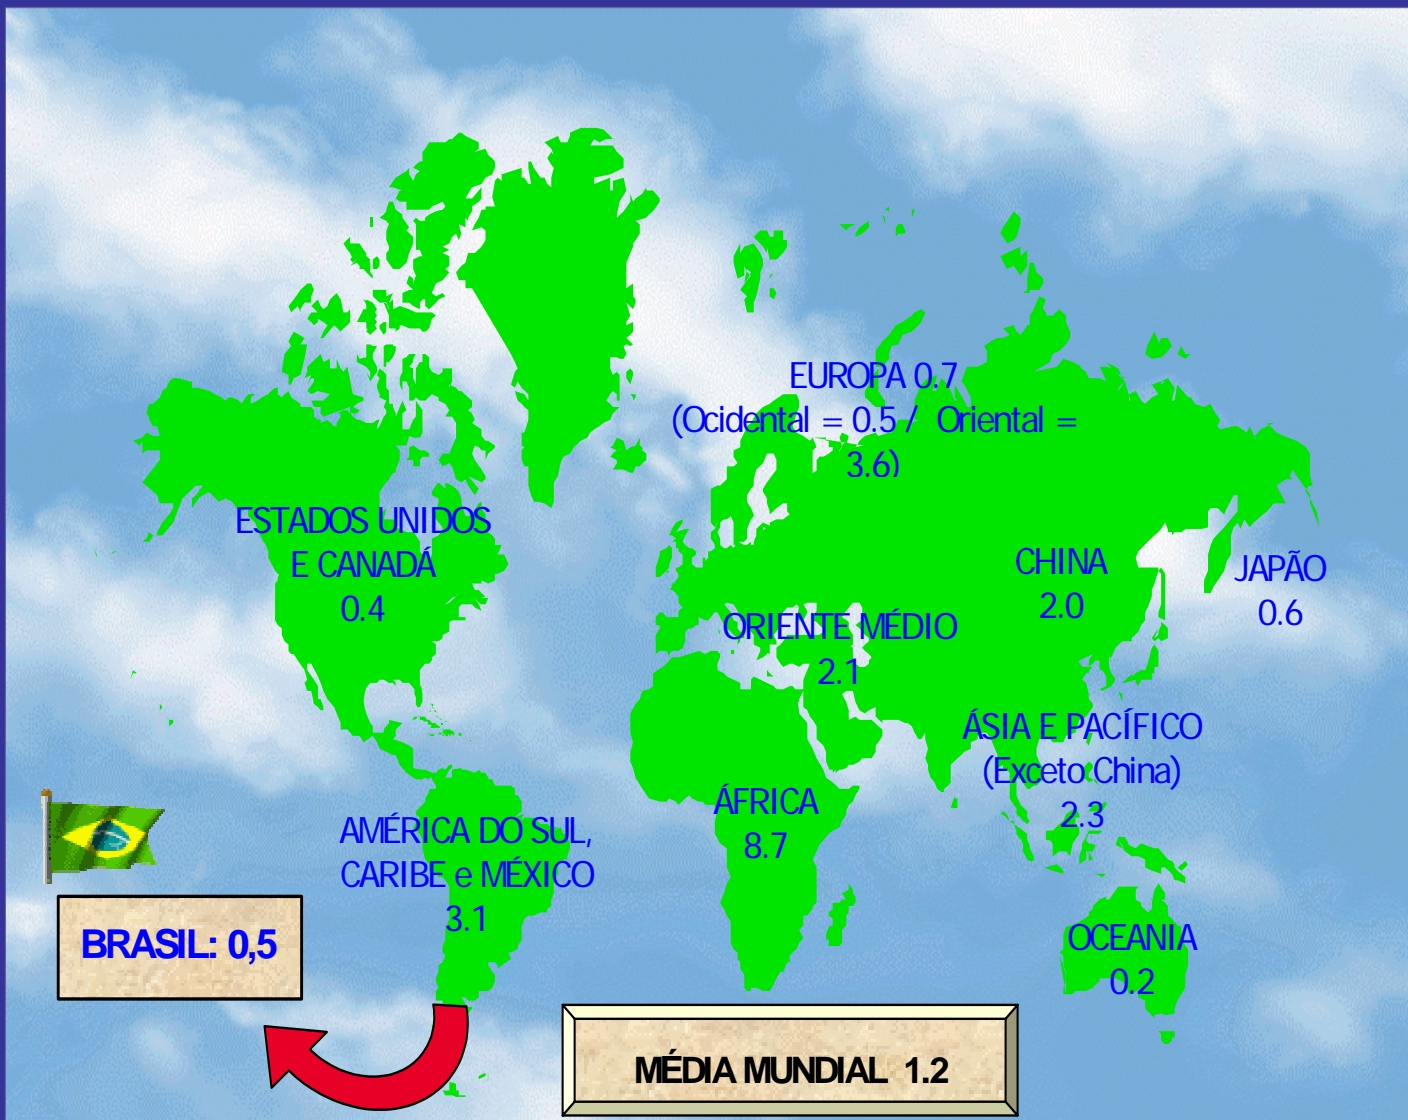 EUROPA 0.7
(Ocidental = 0.5 / Oriental =
3.6)
ESTADOS UNIDOS
E CANADÁ
0.4
CHINA
2.0
JAPÃO
0.6
ORIENTE MÉDIO
2.1
ÁSIA E PACÍFICO
(Exceto China)
2.3
ÁFRICA
8.7
AMÉRICA DO SUL,
CARIBE e MÉXICO
3.1
BRASIL: 0,5
OCEANIA
0.2
MÉDIA MUNDIAL 1.2